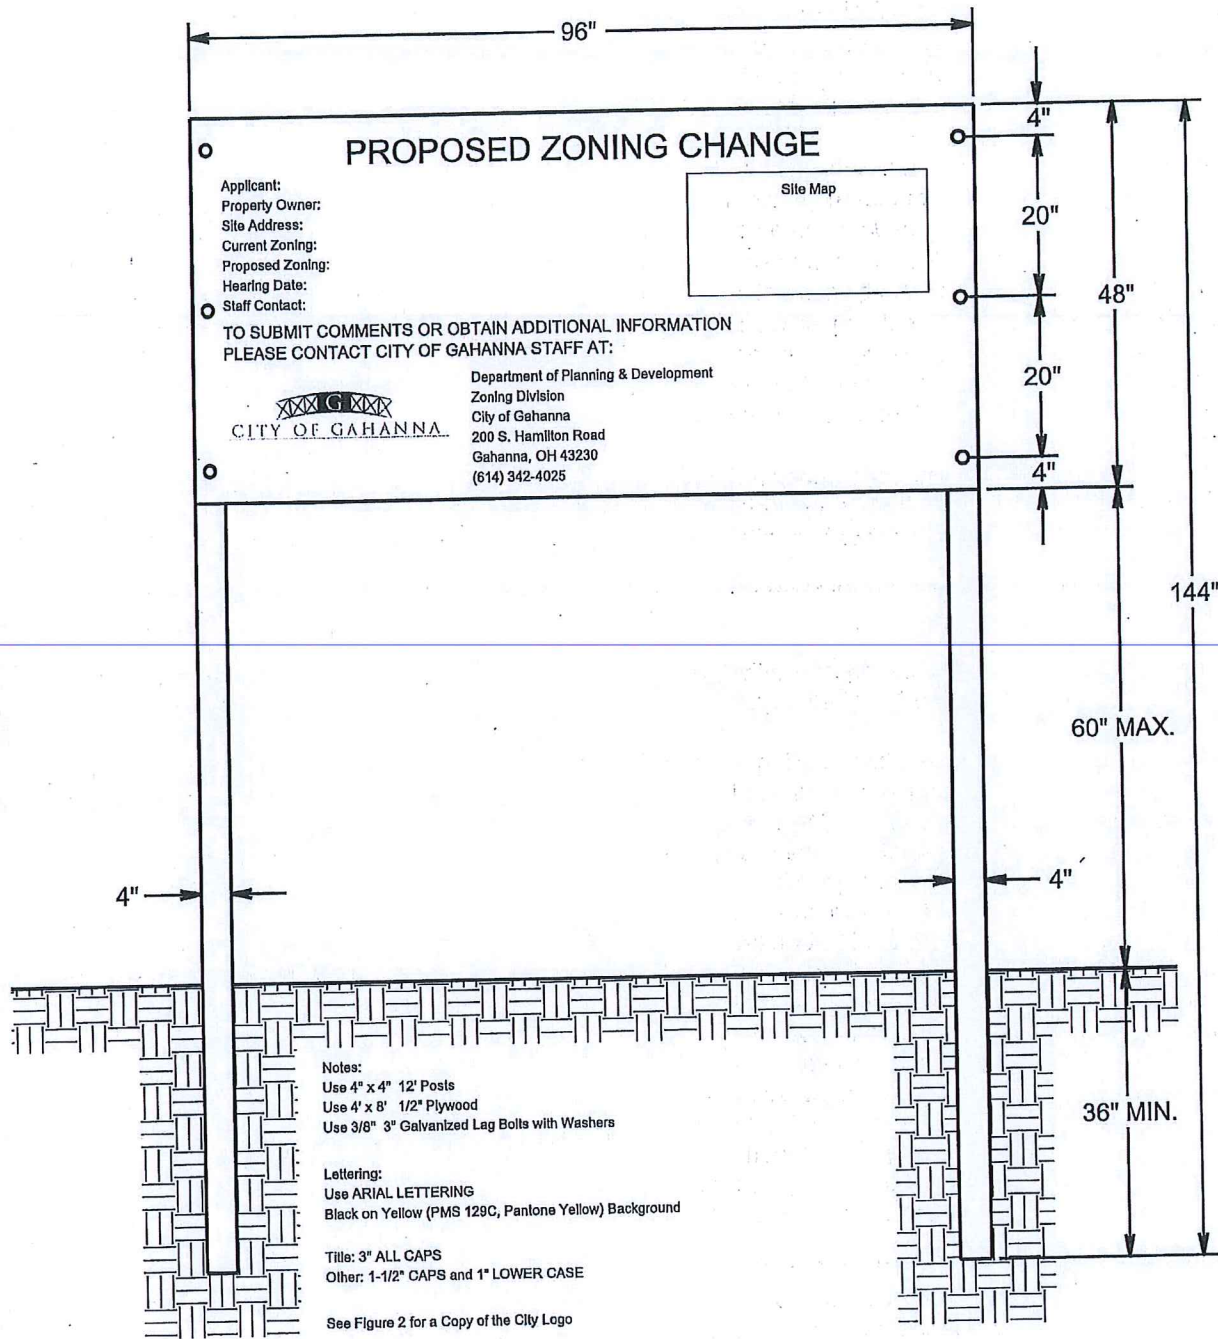 96"
4"
PROPOSED ZONING CHANGE
Applicant:
Site Map
Property Owner:
Site Address:
20"
Current Zoning:
Proposed Zoning:
Hearing Date:
48"
Staff Contact:
TO SUBMIT COMMENTS OR OBTAIN ADDITIONAL INFORMATION
PLEASE CONTACT CITY OF GAHANNA STAFF AT:
20"
Department of Planning & Development
Zoning Division
G
City of Gahanna
CITY OF GAHANNA
200 S. Hamilton Road
Gahanna, OH 43230
4"
(614) 342-4025
144"
60" MAX.
4"
4"
Notes:
Use 4" x 4" 12' Posts
Use 4' x 8' 1/2" Plywood
Use 3/8" 3" Galvanized Lag Bolts with Washers
36" MIN.
Lettering:
Use ARIAL LETTERING
Black on Yellow (PMS 129C, Pantone Yellow) Background
Title: 3" ALL CAPS
Other: 1-1/2" CAPS and 1" LOWER CASE
See Figure 2 for a Copy of the City Logo